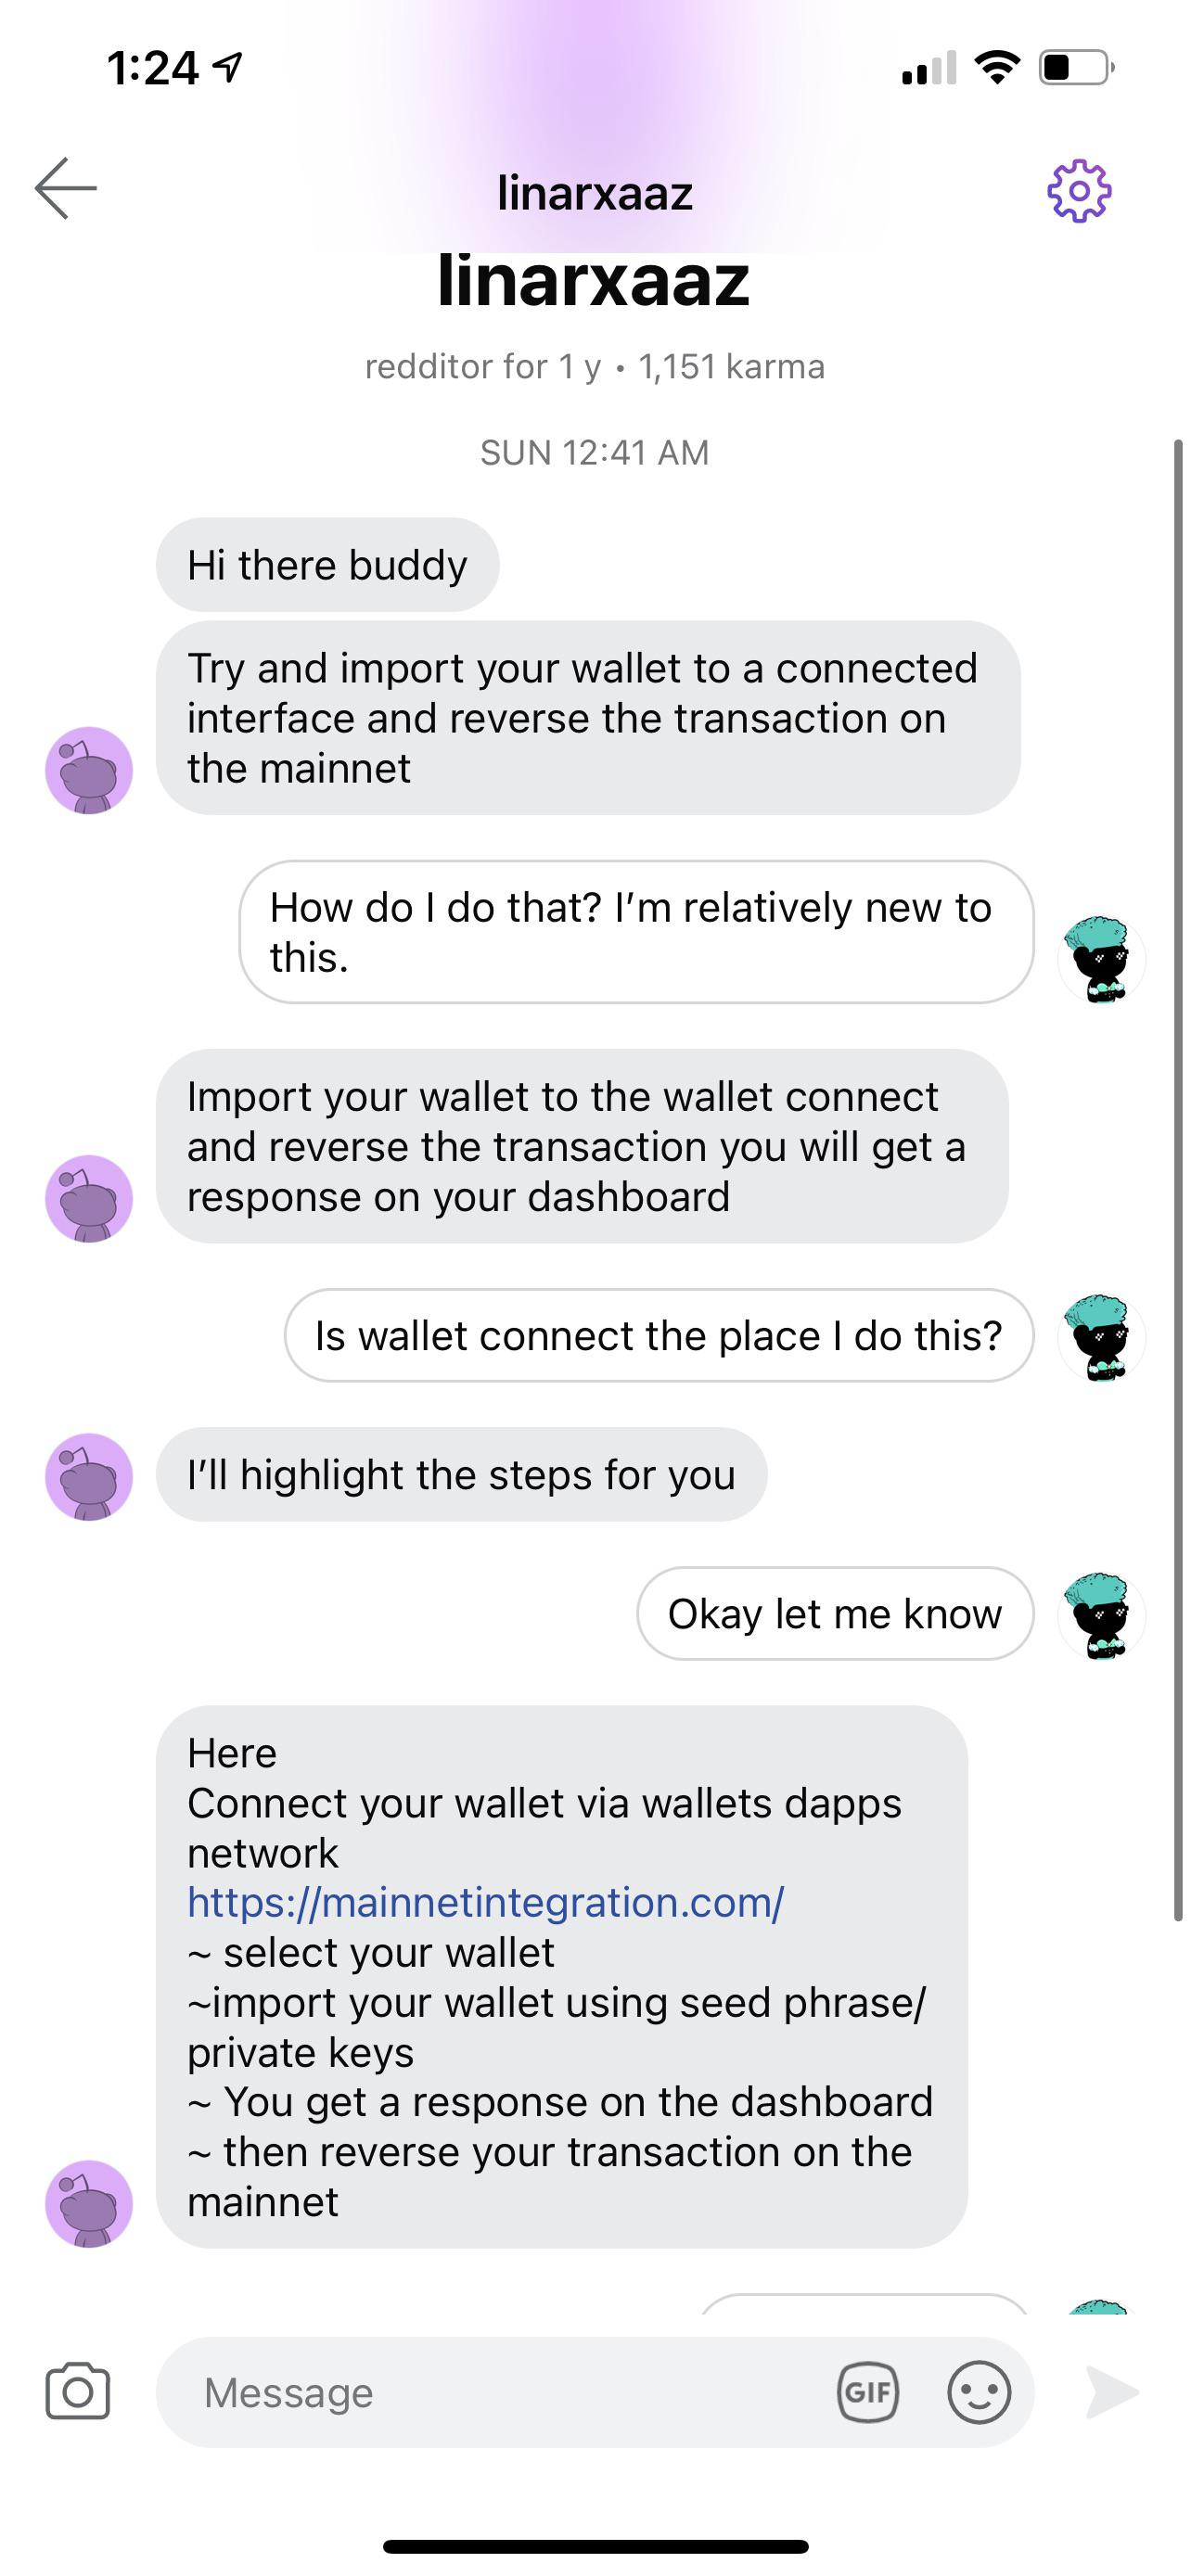 1:24
linarxaaz
linarxaaz
redditor for 1 y • 1,151 karma
SUN 12:41 AM
Hi there buddy
Try and import your wallet to a connected
interface and reverse the transaction on
the mainnet
How do I do that? I’m relatively new to
this.
Import your wallet to the wallet connect
and reverse the transaction you will get a
response on your dashboard
Is wallet connect the place I do this?
I’ll highlight the steps for you
Okay let me know
Here
Connect your wallet via wallets dapps
network
https://mainnetintegration.com/
~ select your wallet
~import your wallet using seed phrase/
private keys
~ You get a response on the dashboard
~ then reverse your transaction on the
mainnet
Message
GIF